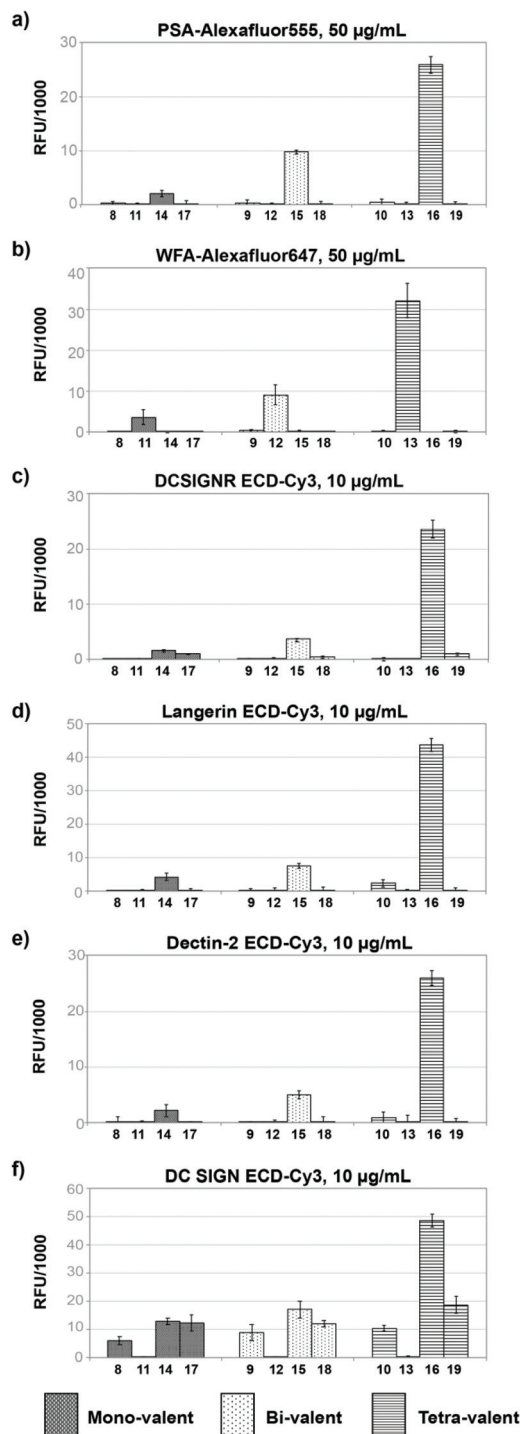 a)
PSA-Alexafluor555, 50 µg/mL
RFU/1000
30
20
10
0
8 11 14 17 9 12 15 18 10 13 16 19
b)
WFA-Alexafluor647, 50 µg/mL
RFU/1000
40
30
20
10
0
8 11 14 17 9 12 15 18 10 13 16 19
c)
DCSIGNR ECD-Cy3, 10 µg/mL
RFU/1000
30
20
10
0
8 11 14 17 9 12 15 18 10 13 16 19
d)
Langerin ECD-Cy3, 10 µg/mL
RFU/1000
50
40
30
20
10
0
8 11 14 17 9 12 15 18 10 13 16 19
e)
Dectin-2 ECD-Cy3, 10 µg/mL
RFU/1000
30
20
10
0
8 11 14 17 9 12 15 18 10 13 16 19
f)
DC SIGN ECD-Cy3, 10 µg/mL
RFU/1000
60
50
40
30
20
10
0
8 11 14 17 9 12 15 18 10 13 16 19
Mono-valent Bi-valent Tetra-valent